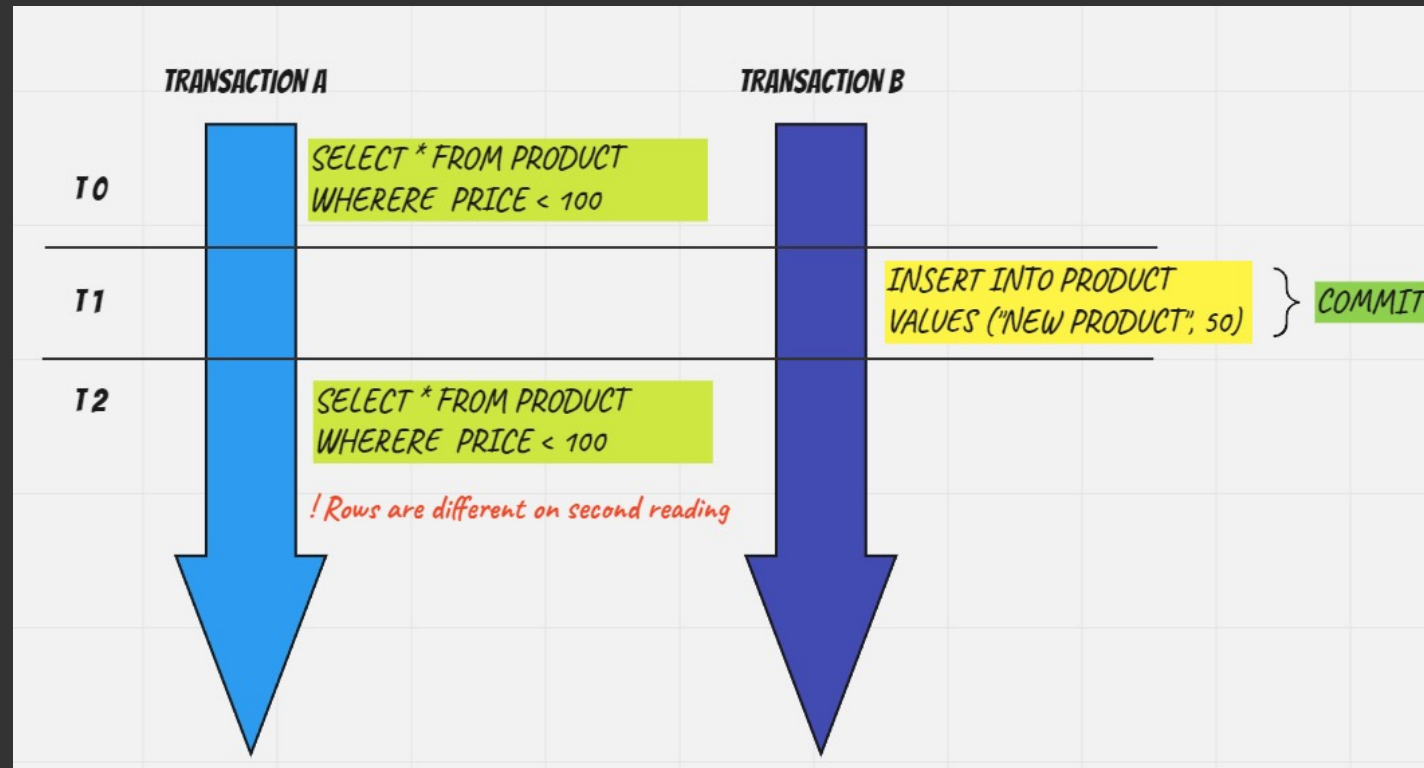 TRANSACTION A
TRANSACTION B
T0
SELECT * FROM PRODUCT
WHERERE PRICE < 100
T1
INSERT INTO PRODUCT
VALUES ("NEW PRODUCT", 50)
COMMIT
T2
SELECT * FROM PRODUCT
WHERERE PRICE < 100
! Rows are different on second reading